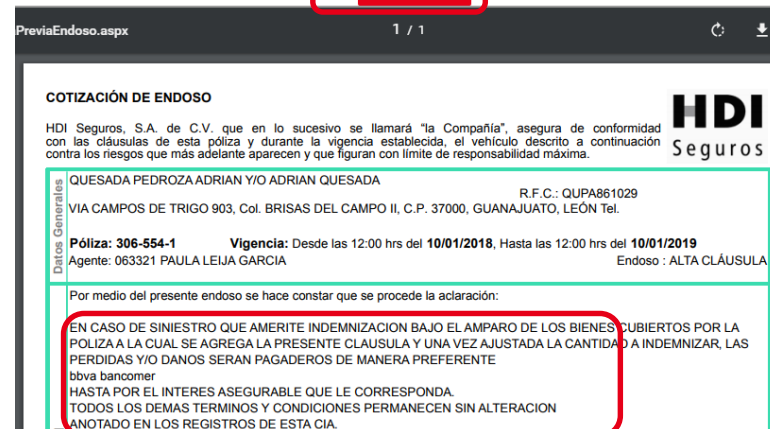 PreviaEndoso.aspx
1 / 1
COTIZACIÓN DE ENDOSO
HDI Seguros, S.A. de C.V. que en lo sucesivo se llamará “la Compañía”, asegura de conformidad
con las cláusulas de esta póliza y durante la vigencia establecida, el vehículo descrito a continuación
contra los riesgos que más adelante aparecen y que figuran con límite de responsabilidad máxima.
HDI
Seguros
Datos Generales
QUESADA PEDROZA ADRIAN Y/O ADRIAN QUESADA
R.F.C.: QUPA861029
VIA CAMPOS DE TRIGO 903, Col. BRISAS DEL CAMPO II, C.P. 37000, GUANAJUATO, LEÓN Tel.
Póliza: 306-554-1 Vigencia: Desde las 12:00 hrs del 10/01/2018, Hasta las 12:00 hrs del 10/01/2019
Agente: 063321 PAULA LEIJA GARCIA Endoso : ALTA CLÁUSULA
Por medio del presente endoso se hace constar que se procede la aclaración:
EN CASO DE SINIESTRO QUE AMERITE INDEMNIZACION BAJO EL AMPARO DE LOS BIENES CUBIERTOS POR LA
POLIZA A LA CUAL SE AGREGA LA PRESENTE CLAUSULA Y UNA VEZ AJUSTADA LA CANTIDAD A INDEMNIZAR, LAS
PERDIDAS Y/O DANOS SERAN PAGADEROS DE MANERA PREFERENTE
bbva bancomer
HASTA POR EL INTERES ASEGURABLE QUE LE CORRESPONDA.
TODOS LOS DEMAS TERMINOS Y CONDICIONES PERMANECEN SIN ALTERACION
ANOTADO EN LOS REGISTROS DE ESTA CIA.